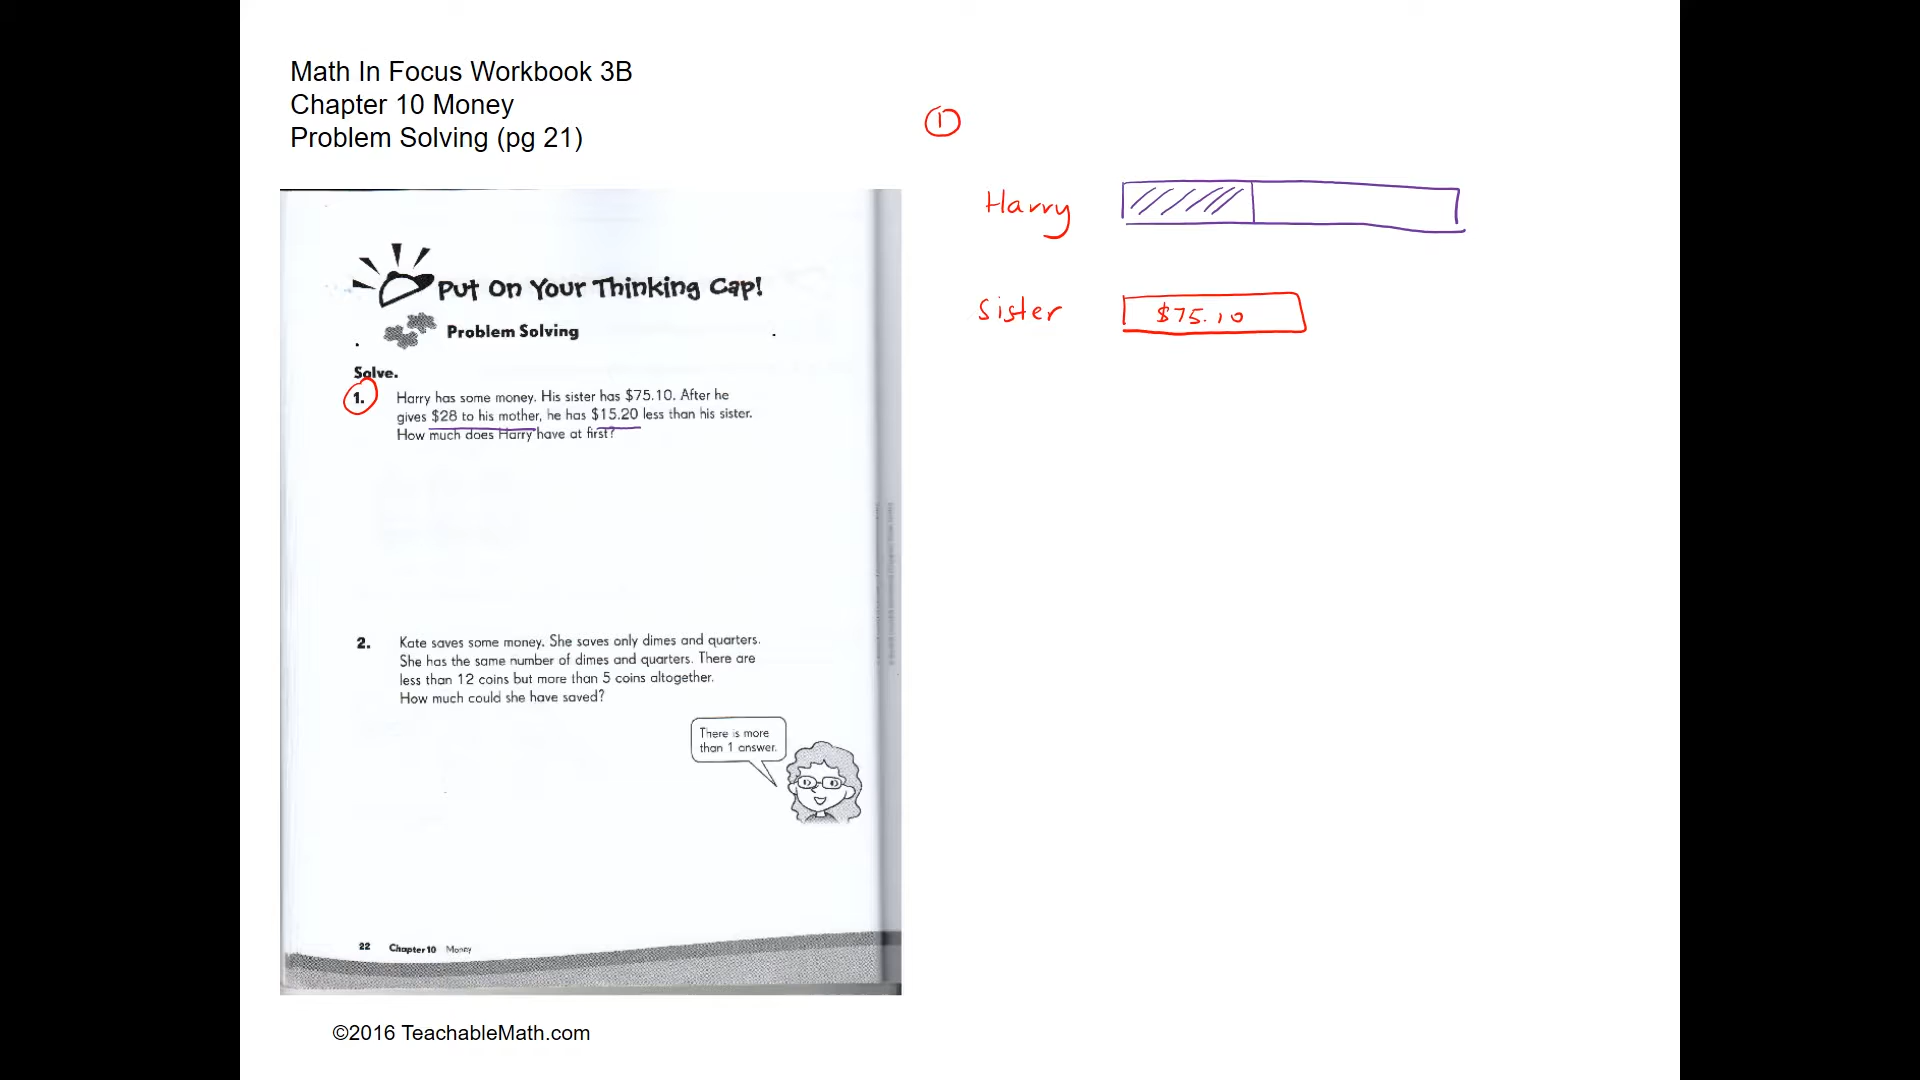 Math In Focus Workbook 3B
Chapter 10 Money
Problem Solving (pg 21)
Put On Your Thinking Cap!
Problem Solving
Solve.
1. Harry has some money. His sister has $75.10. After he
gives $28 to his mother, he has $15.20 less than his sister.
How much does Harry have at first?
2. Kate saves some money. She saves only dimes and quarters.
She has the same number of dimes and quarters. There are
less than 12 coins but more than 5 coins altogether.
How much could she have saved?
There is more
than 1 answer.
22 Chapter 10 Money
©2016 TeachableMath.com
1
Harry
Sister $75.10